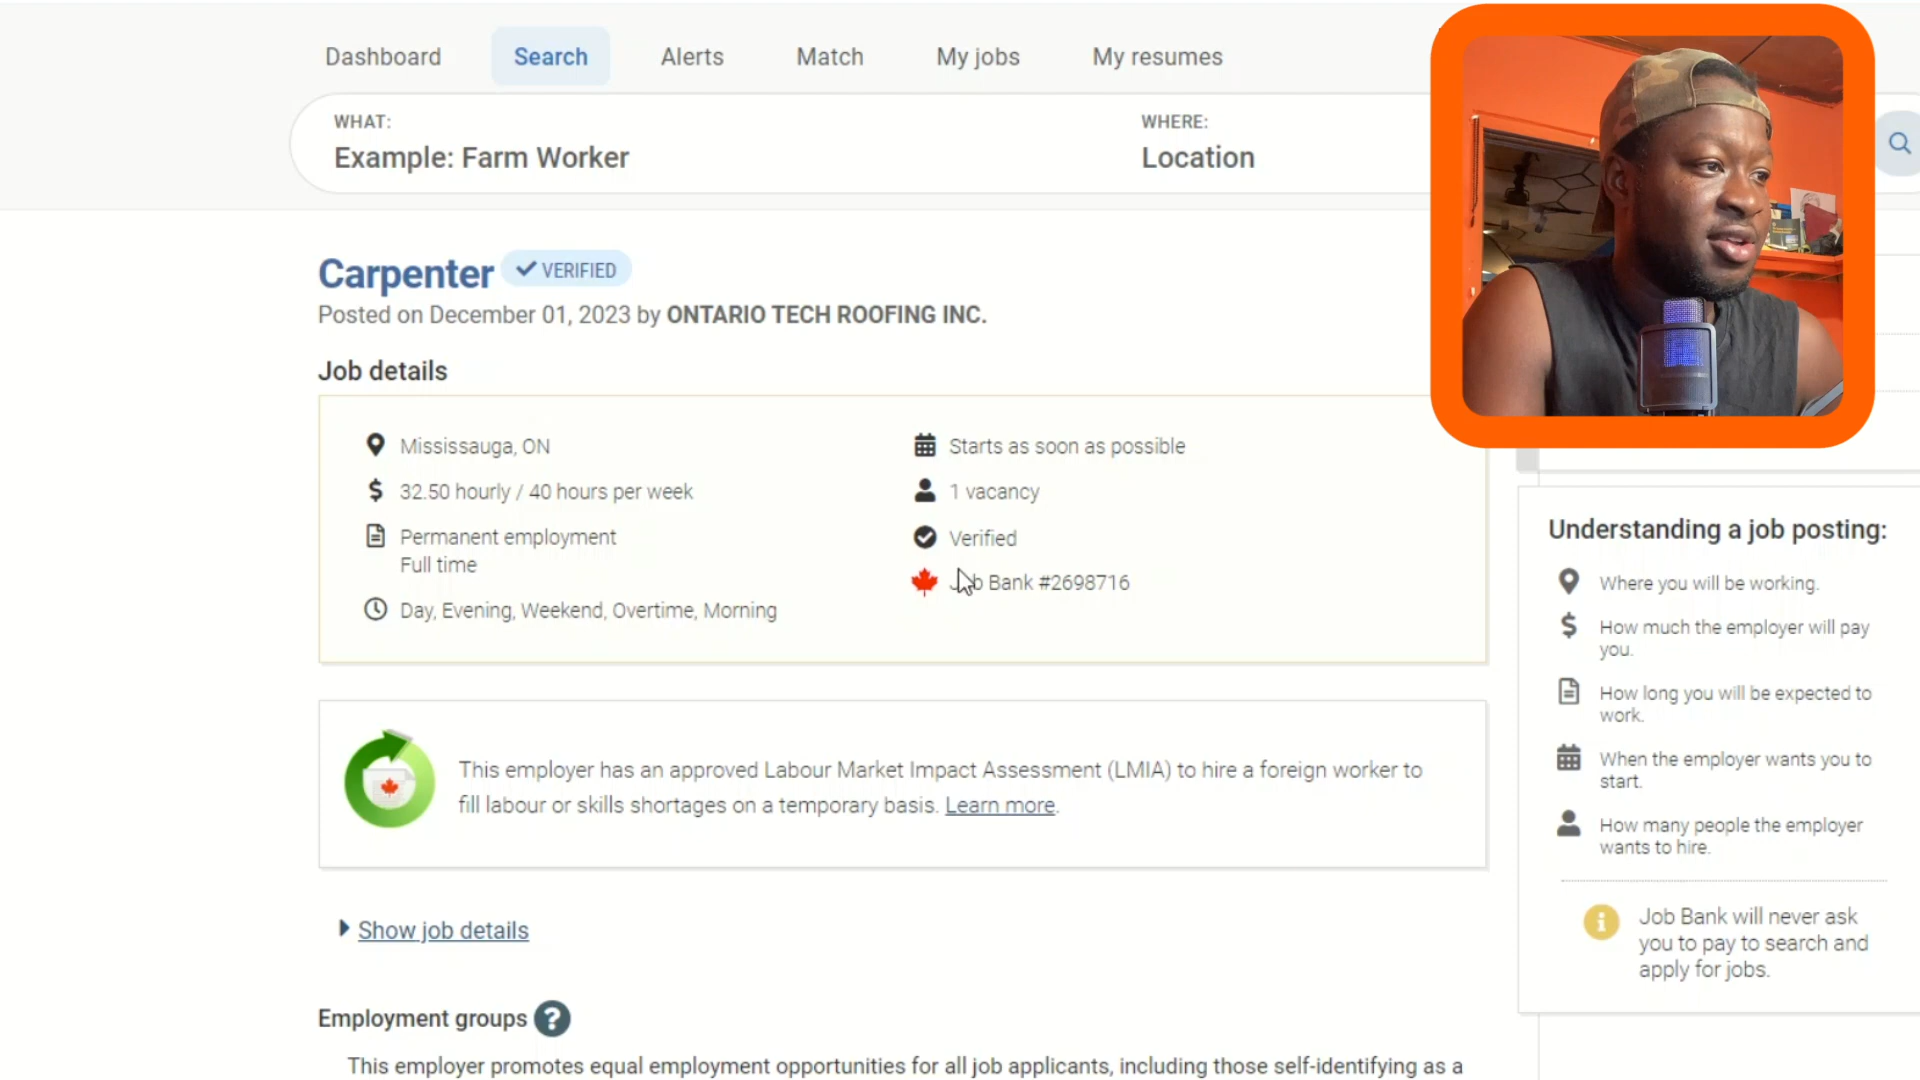 Dashboard
Search
Alerts
Match
My jobs
My resumes
WHAT:
Example: Farm Worker
WHERE:
Location
Carpenter
VERIFIED
Posted on December 01, 2023 by ONTARIO TECH ROOFING INC.
Job details
Mississauga, ON
32.50 hourly / 40 hours per week
Permanent employment
Full time
Day, Evening, Weekend, Overtime, Morning
Starts as soon as possible
1 vacancy
Verified
Job Bank #2698716
This employer has an approved Labour Market Impact Assessment (LMIA) to hire a foreign worker to
fill labour or skills shortages on a temporary basis. Learn more.
Show job details
Employment groups ?
This employer promotes equal employment opportunities for all job applicants, including those self-identifying as a
Understanding a job posting:
Where you will be working.
How much the employer will pay
you.
How long you will be expected to
work.
When the employer wants you to
start.
How many people the employer
wants to hire.
Job Bank will never ask
you to pay to search and
apply for jobs.